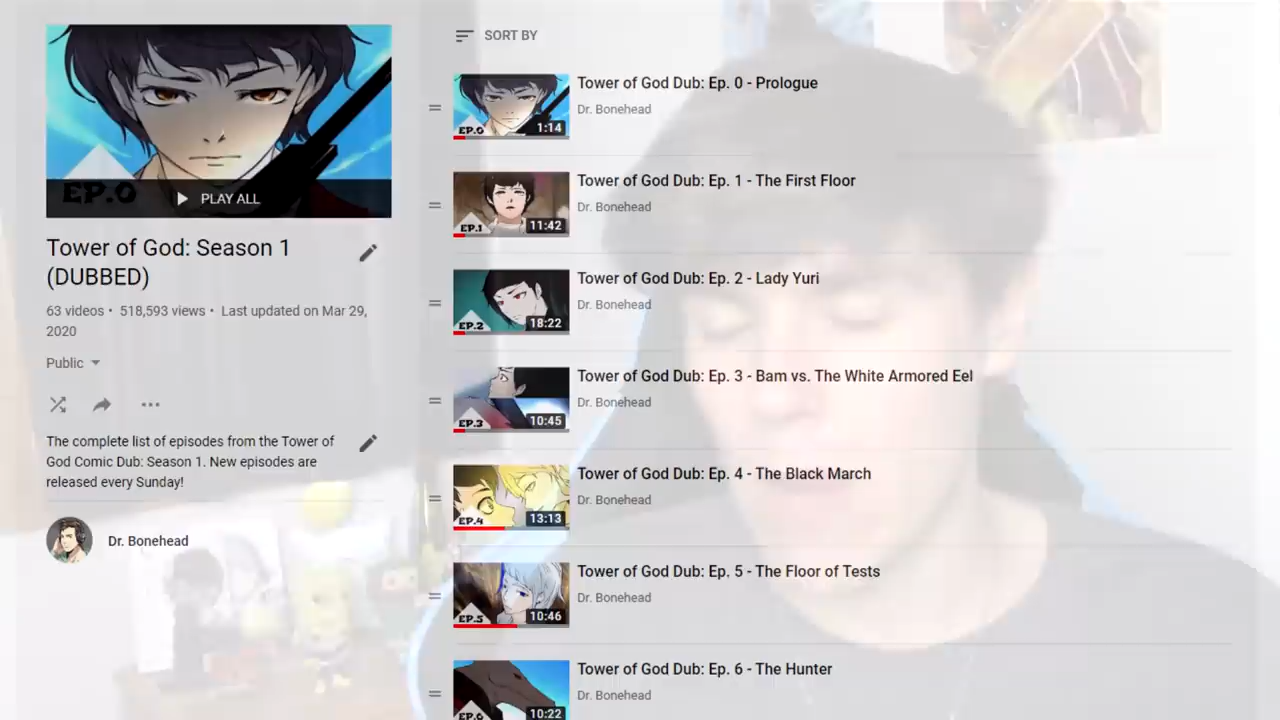 EP.0
PLAY ALL
Tower of God: Season 1
(DUBBED)
63 videos • 518,593 views • Last updated on Mar 29,
2020
Public
The complete list of episodes from the Tower of
God Comic Dub: Season 1. New episodes are
released every Sunday!
Dr. Bonehead
SORT BY
EP.0
1:14
Tower of God Dub: Ep. 0 - Prologue
Dr. Bonehead
EP.1
11:42
Tower of God Dub: Ep. 1 - The First Floor
Dr. Bonehead
EP.2
18:22
Tower of God Dub: Ep. 2 - Lady Yuri
Dr. Bonehead
EP.3
10:45
Tower of God Dub: Ep. 3 - Bam vs. The White Armored Eel
Dr. Bonehead
EP.4
13:13
Tower of God Dub: Ep. 4 - The Black March
Dr. Bonehead
EP.5
10:46
Tower of God Dub: Ep. 5 - The Floor of Tests
Dr. Bonehead
10:22
Tower of God Dub: Ep. 6 - The Hunter
Dr. Bonehead